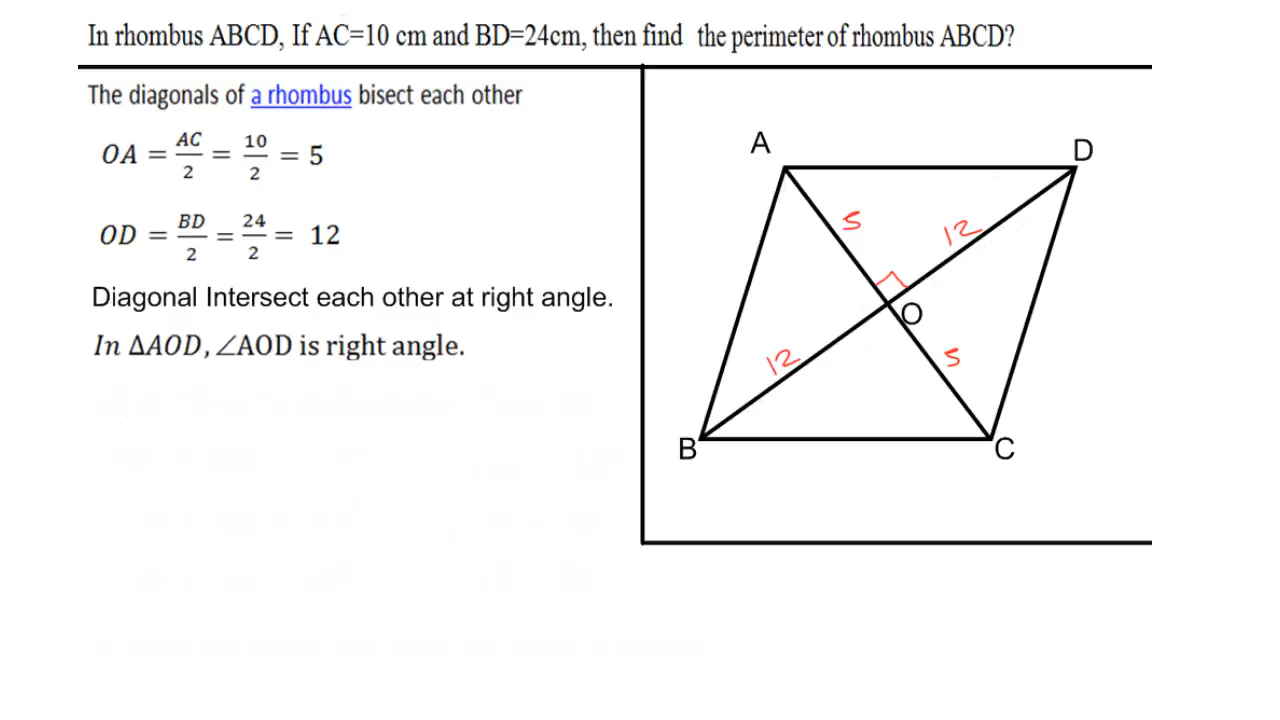 In rhombus ABCD, If AC=10 cm and BD=24cm, then find the perimeter of rhombus ABCD?
The diagonals of a rhombus bisect each other
OA = AC/2 = 10/2 = 5
OD = BD/2 = 24/2 = 12
Diagonal Intersect each other at right angle.
In ΔAOD, ∠AOD is right angle.
A
D
5
12
O
12
5
B
C